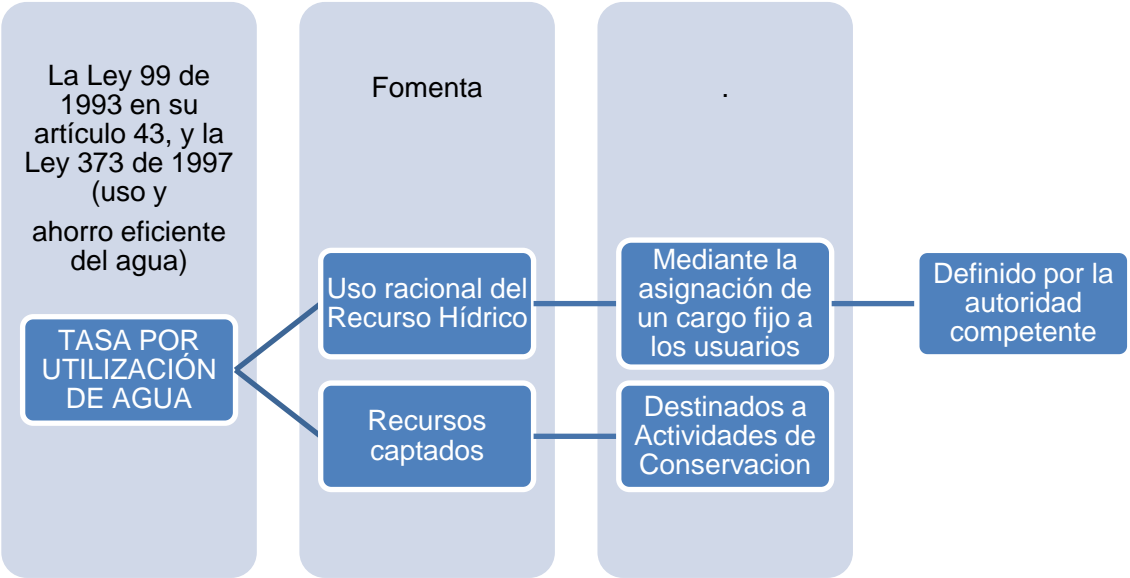 La Ley 99 de
1993 en su
artículo 43, y la
Ley 373 de 1997
(uso y
ahorro eficiente
del agua)
TASA POR
UTILIZACIÓN
DE AGUA
Fomenta
Uso racional del
Recurso Hídrico
Recursos
captados
.
Mediante la
asignación de
un cargo fijo a
los usuarios
Destinados a
Actividades de
Conservacion
Definido por la
autoridad
competente